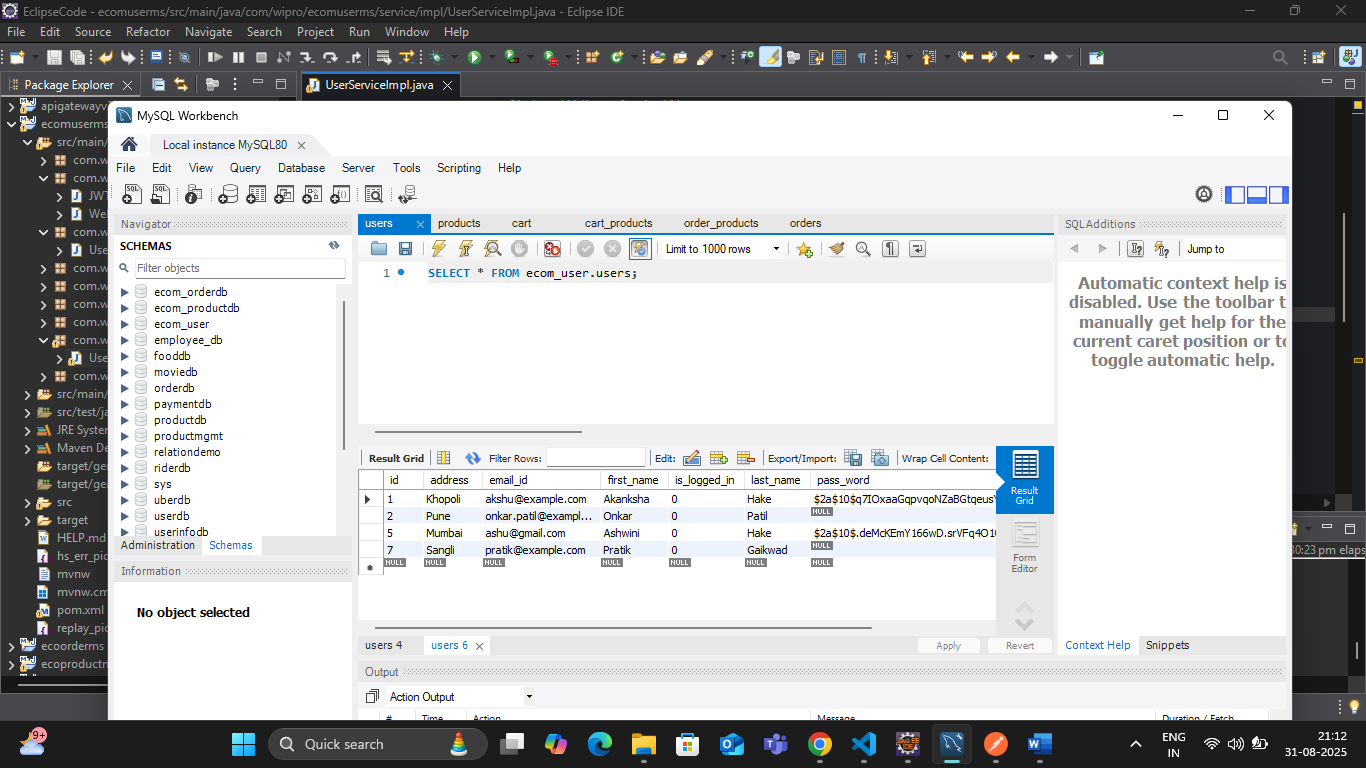 EclipseCode - ecomuserms/src/main/java/com/wipro/ecomuserms/service/impl/UserServiceImpl.java - Eclipse IDE
File Edit Source Refactor Navigate Search Project Run Window Help
Package Explorer
UserServiceImpl.java
apigatewayv
ecomuserms
src/main/
com.w
com.w
JWT
We
com.w
Use
com.w
com.w
com.w
com.w
com.w
Use
com.w
src/main/
src/test/ja
JRE System
Maven De
target/gen
target/gen
src
target
HELP.md
hs_err_pid
mvnw
mvnw.cm
pom.xml
replay_pid
ecoorderms
ecoproductm
MySQL Workbench
Local instance MySQL80
File Edit View Query Database Server Tools Scripting Help
Navigator
SCHEMAS
Filter objects
ecom_orderdb
ecom_productdb
ecom_user
employee_db
fooddb
moviedb
orderdb
paymentdb
productdb
productmgmt
relationdemo
riderdb
sys
uberdb
userdb
userinfodb
Administration Schemas
Information
No object selected
users products cart cart_products order_products orders
Limit to 1000 rows
1 SELECT * FROM ecom_user.users;
Result Grid Filter Rows: Edit: Export/Import: Wrap Cell Content:
id address email_id first_name is_logged_in last_name pass_word
1 Khopoli akshu@example.com Akanksha 0 Hake $2a$10$q7IOxaaGqpvqoNZaBGtqeus
2 Pune onkar.patil@exampl... Onkar 0 Patil NULL
5 Mumbai ashu@gmail.com Ashwini 0 Hake $2a$10$.deMcKEmY166wD.srVFq4O1
7 Sangli pratik@example.com Pratik 0 Gaikwad NULL
NULL NULL NULL NULL NULL NULL NULL
Result Grid
Form Editor
users 4 users 6
Apply Revert
Output
Action Output
# Time Action Message Duration / Fetch
SQLAdditions
Jump to
Automatic context help is
disabled. Use the toolbar t
manually get help for the
current caret position or to
toggle automatic help.
Context Help Snippets
30:23 pm elaps
9+
Quick search
ENG
IN
21:12
31-08-2025